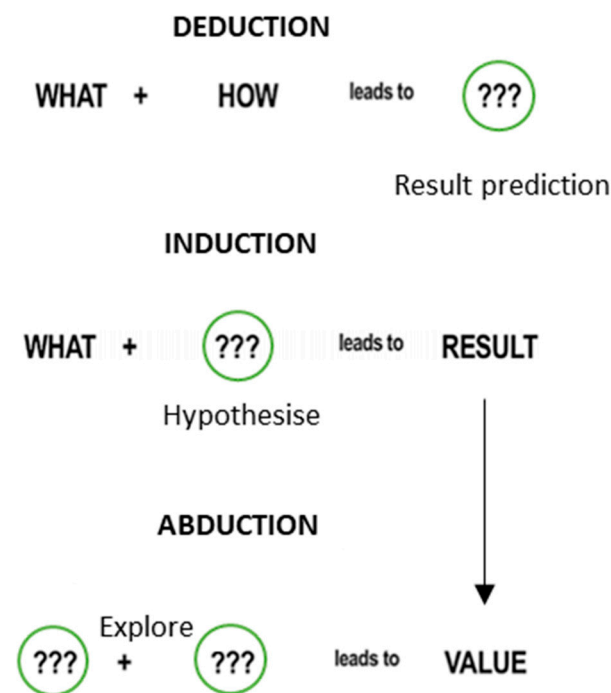 DEDUCTION
WHAT + HOW leads to ???
Result prediction
INDUCTION
WHAT + ??? leads to RESULT
Hypothesise
ABDUCTION
Explore
??? + ??? leads to VALUE